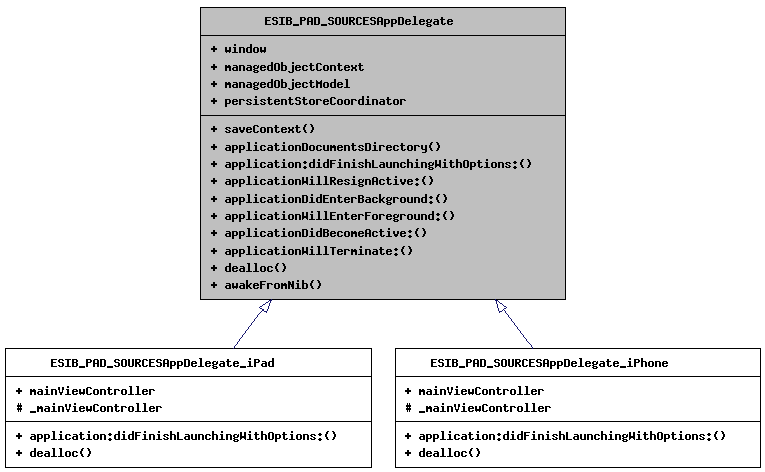 ESIB_PAD_SOURCESAppDelegate
+ window
+ managedObjectContext
+ managedObjectModel
+ persistentStoreCoordinator
+ saveContext()
+ applicationDocumentsDirectory()
+ application:didFinishLaunchingWithOptions:()
+ applicationWillResignActive:()
+ applicationDidEnterBackground:()
+ applicationWillEnterForeground:()
+ applicationDidBecomeActive:()
+ applicationWillTerminate:()
+ dealloc()
+ awakeFromNib()
ESIB_PAD_SOURCESAppDelegate_iPad
+ mainViewController
# _mainViewController
+ application:didFinishLaunchingWithOptions:()
+ dealloc()
ESIB_PAD_SOURCESAppDelegate_iPhone
+ mainViewController
# _mainViewController
+ application:didFinishLaunchingWithOptions:()
+ dealloc()